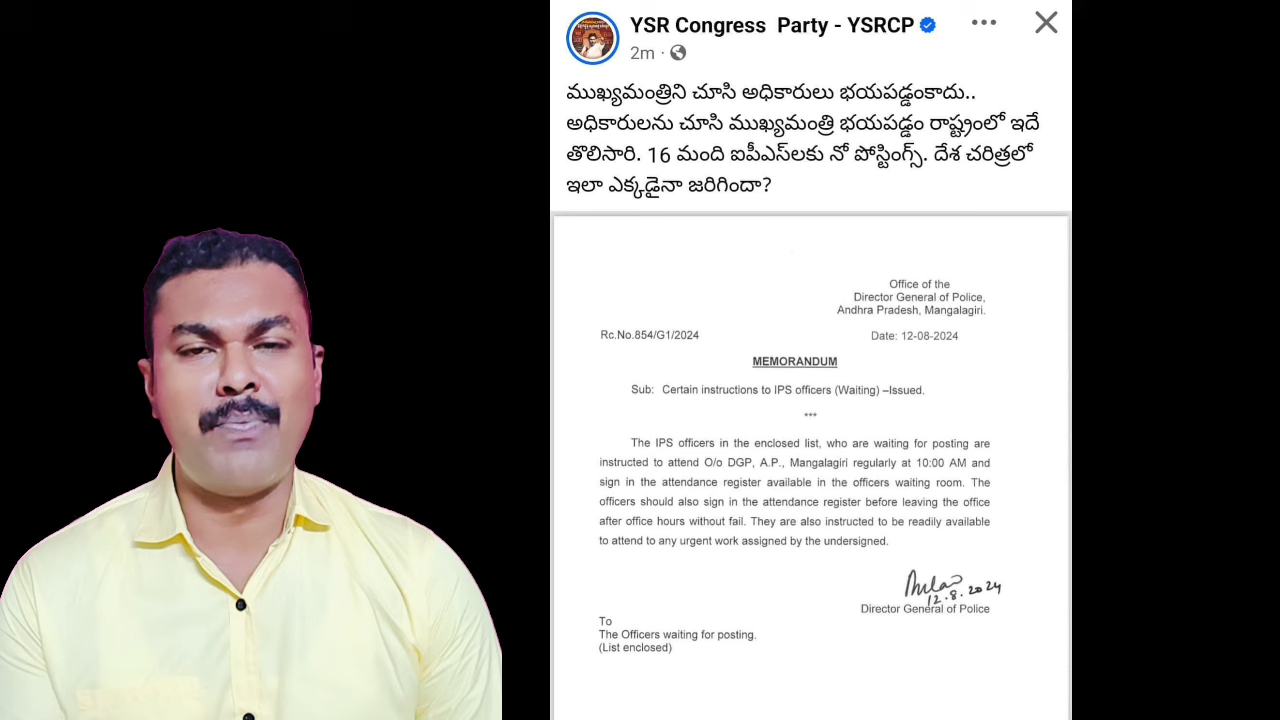 YSR Congress Party - YSRCP
2m ·
ముఖ్యమంత్రిని చూసి అధికారులు భయపడ్డంకాదు..
అధికారులను చూసి ముఖ్యమంత్రి భయపడ్డం రాష్ట్రంలో ఇదే
తొలిసారి. 16 మంది ఐపీఎస్‌లకు నో పోస్టింగ్స్. దేశ చరిత్రలో
ఇలా ఎక్కడైనా జరిగిందా?
Office of the
Director General of Police,
Andhra Pradesh, Mangalagiri.
Rc.No.854/G1/2024
Date: 12-08-2024
MEMORANDUM
Sub: Certain instructions to IPS officers (Waiting) –Issued.
***
The IPS officers in the enclosed list, who are waiting for posting are
instructed to attend O/o DGP, A.P., Mangalagiri regularly at 10:00 AM and
sign in the attendance register available in the officers waiting room. The
officers should also sign in the attendance register before leaving the office
after office hours without fail. They are also instructed to be readily available
to attend to any urgent work assigned by the undersigned.
12.8.2024
Director General of Police
To
The Officers waiting for posting.
(List enclosed)